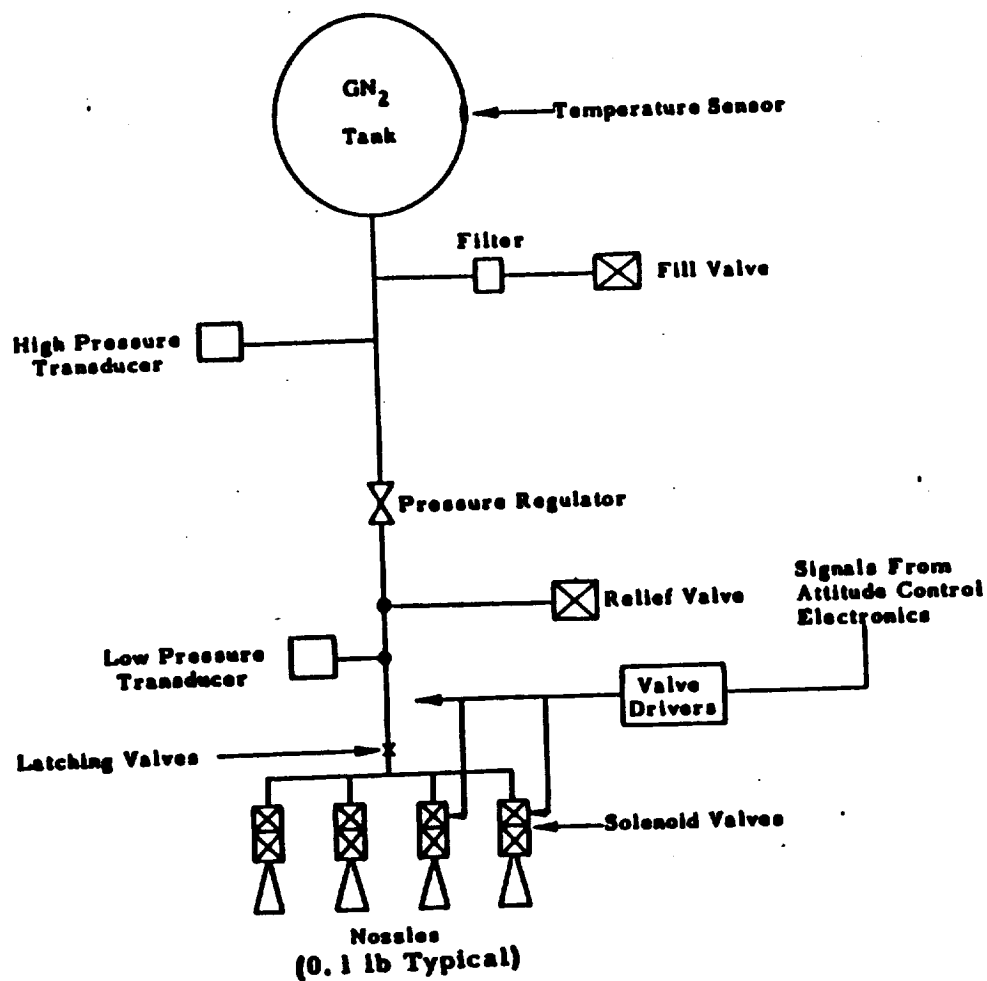 GN2
Tank
Temperature Sensor
Filter
Fill Valve
High Pressure
Transducer
Pressure Regulator
Signals From
Attitude Control
Electronics
Relief Valve
Low Pressure
Transducer
Valve
Drivers
Latching Valves
Solenoid Valves
Nozzles
(0.1 lb Typical)